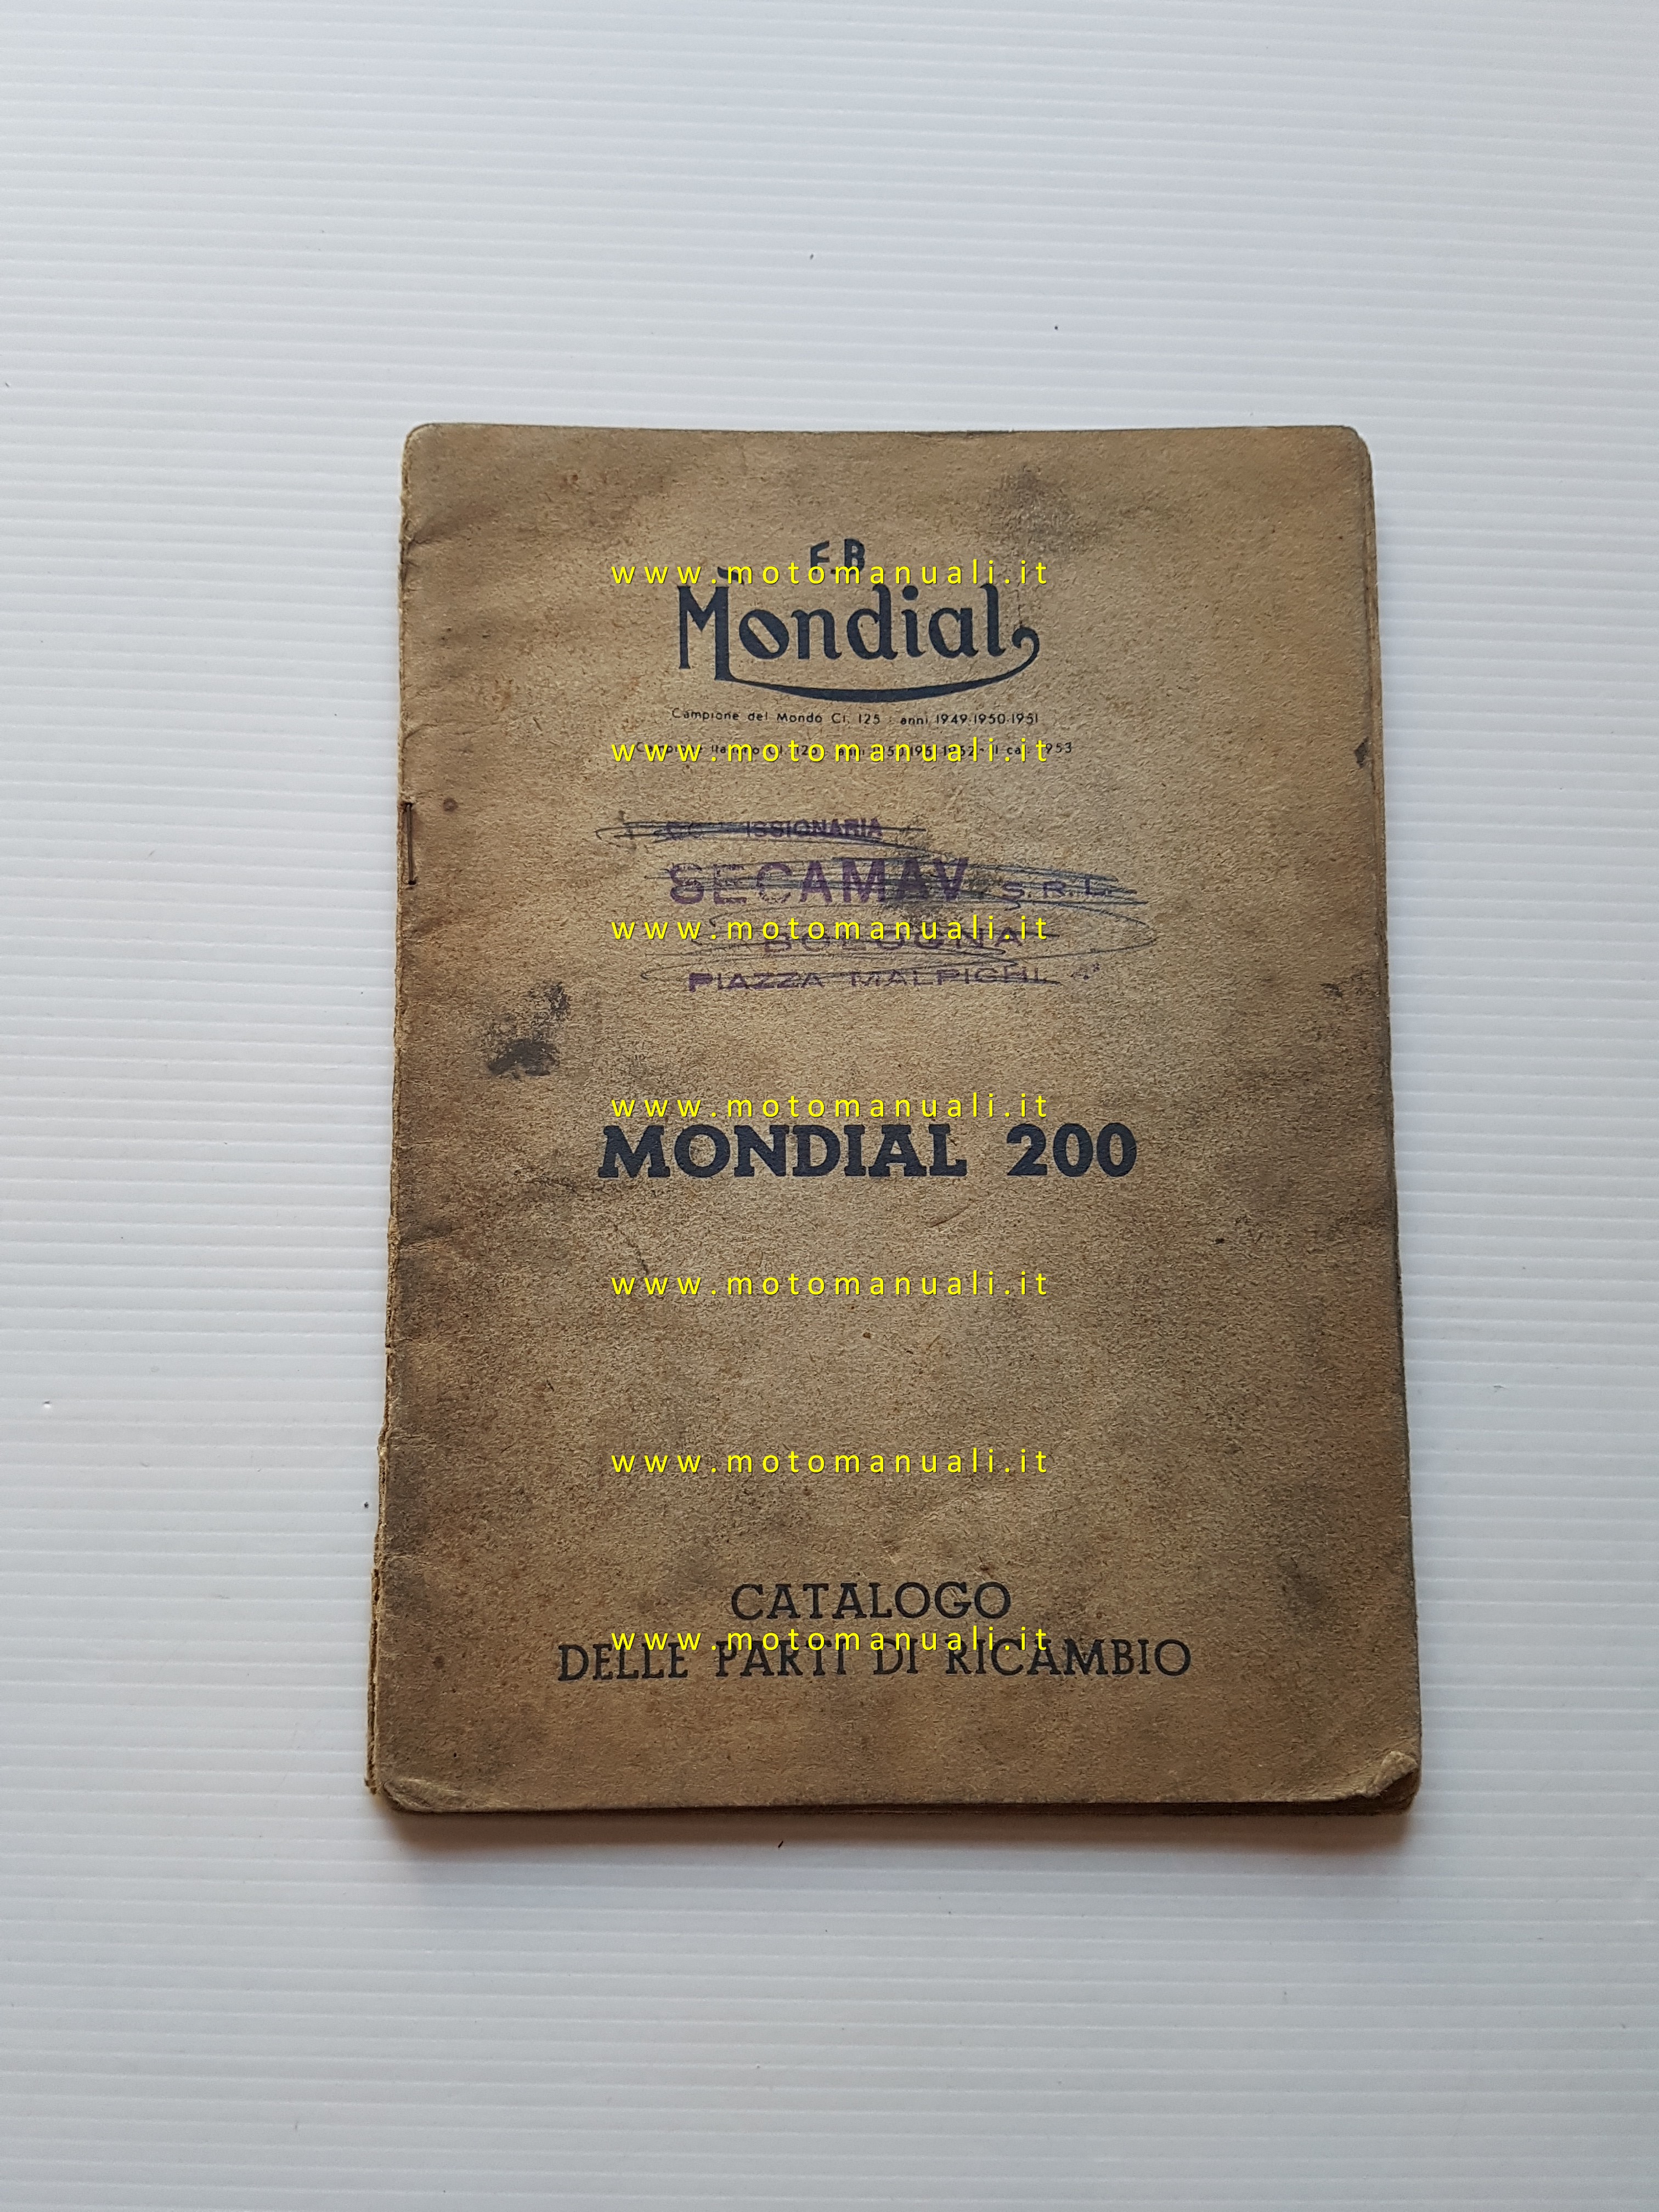 F.B
www.motomanuali.it
Mondial
Campione del Mondo Cl. 125 - anni 1949-1950-1951
www.motomanuali.it
1953
SECAMAV S.R.L.
www.motomanuali.it
BOLOGNA
PIAZZA MALPIGHI
www.motomanuali.it
MONDIAL 200
www.motomanuali.it
www.motomanuali.it
CATALOGO
www.motomanuali.it
DELLE PARTI DI RICAMBIO